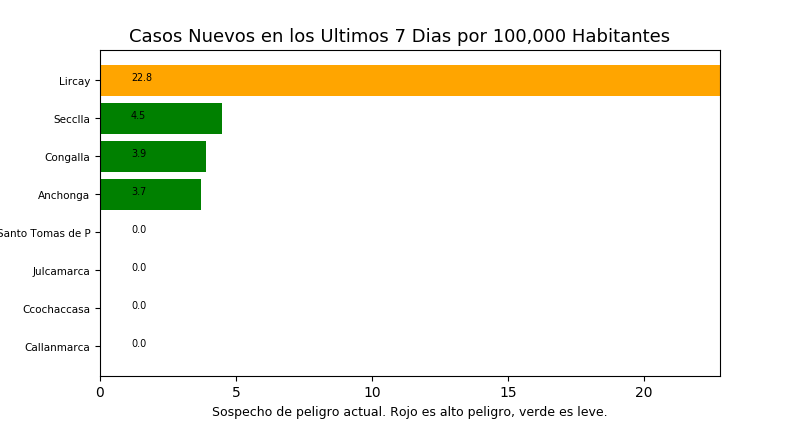 Casos Nuevos en los Ultimos 7 Dias por 100,000 Habitantes
Lircay 22.8
Secclla 4.5
Congalla 3.9
Anchonga 3.7
Santo Tomas de P 0.0
Julcamarca 0.0
Ccochaccasa 0.0
Callanmarca 0.0
0 5 10 15 20
Sospecho de peligro actual. Rojo es alto peligro, verde es leve.